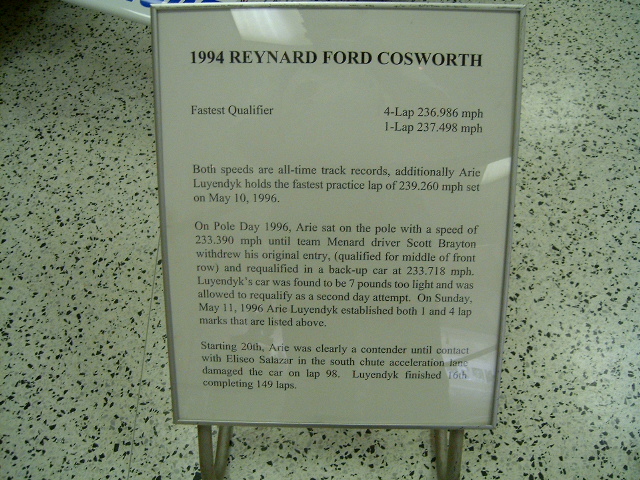 1994 REYNARD FORD COSWORTH
Fastest Qualifier 4-Lap 236.986 mph
1-Lap 237.498 mph
Both speeds are all-time track records, additionally Arie
Luyendyk holds the fastest practice lap of 239.260 mph set
on May 10, 1996.
On Pole Day 1996, Arie sat on the pole with a speed of
233.390 mph until team Menard driver Scott Brayton
withdrew his original entry, (qualified for middle of front
row) and requalified in a back-up car at 233.718 mph.
Luyendyk's car was found to be 7 pounds too light and was
allowed to requalify as a second day attempt. On Sunday,
May 11, 1996 Arie Luyendyk established both 1 and 4 lap
marks that are listed above.
Starting 20th, Arie was clearly a contender until contact
with Eliseo Salazar in the south chute acceleration lane
damaged the car on lap 98. Luyendyk finished 16th
completing 149 laps.